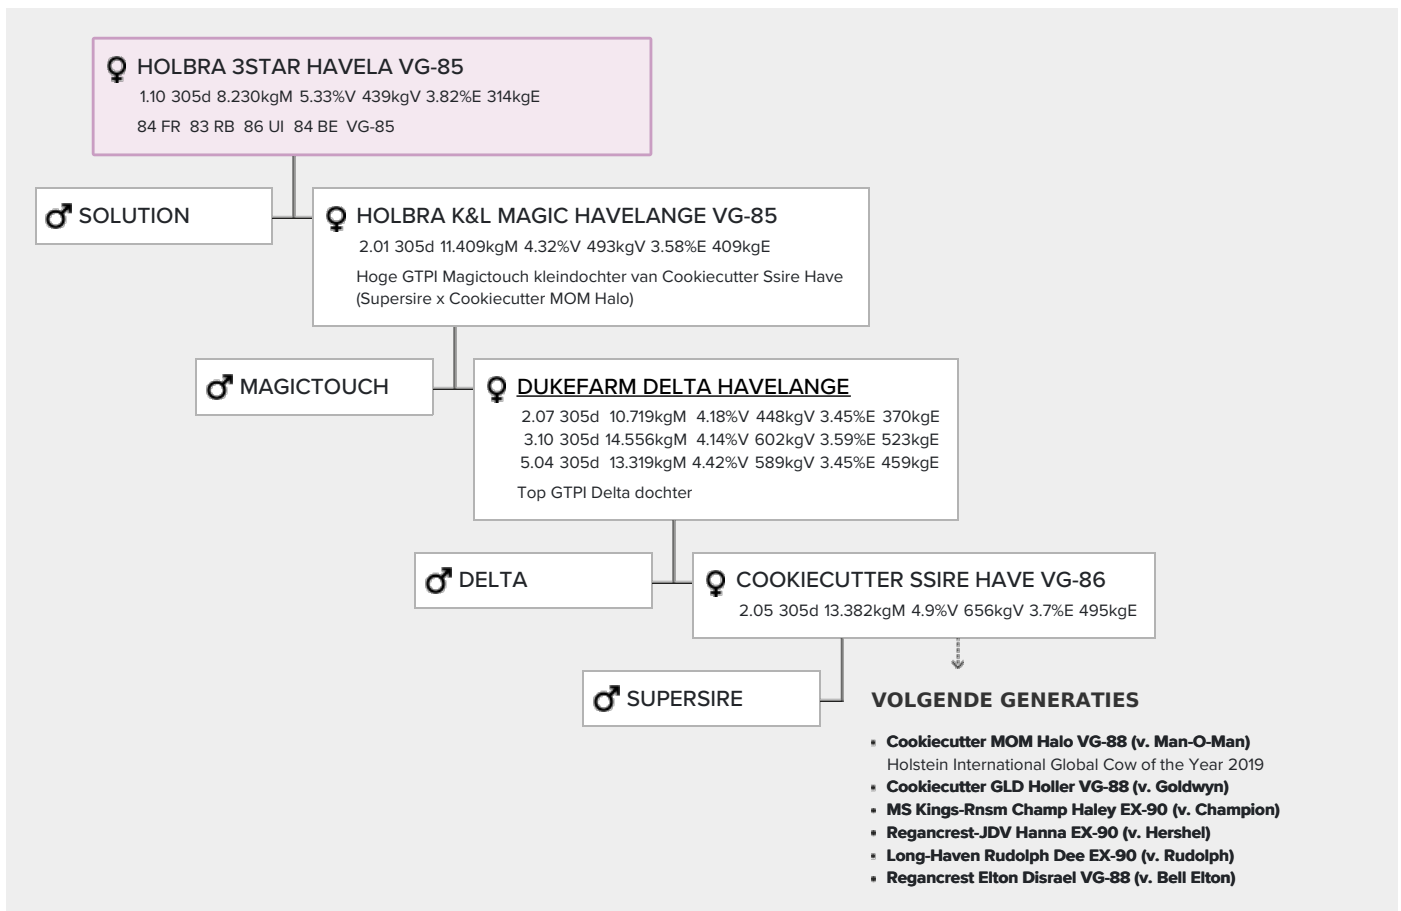 HOLBRA 3STAR HAVELA VG-85
1.10 305d 8.230kgM 5.33%V 439kgV 3.82%E 314kgE
84 FR 83 RB 86 UI 84 BE VG-85
SOLUTION
HOLBRA K&L MAGIC HAVELANGE VG-85
2.01 305d 11.409kgM 4.32%V 493kgV 3.58%E 409kgE
Hoge GTPI Magictouch kleindochter van Cookiecutter Ssire Have
(Supersire x Cookiecutter MOM Halo)
MAGICTOUCH
DUKEFARM DELTA HAVELANGE
2.07 305d 10.719kgM 4.18%V 448kgV 3.45%E 370kgE
3.10 305d 14.556kgM 4.14%V 602kgV 3.59%E 523kgE
5.04 305d 13.319kgM 4.42%V 589kgV 3.45%E 459kgE
Top GTPI Delta dochter
DELTA
COOKIECUTTER SSIRE HAVE VG-86
2.05 305d 13.382kgM 4.9%V 656kgV 3.7%E 495kgE
SUPERSIRE
VOLGENDE GENERATIES
Cookiecutter MOM Halo VG-88 (v. Man-O-Man)
Holstein International Global Cow of the Year 2019
Cookiecutter GLD Holler VG-88 (v. Goldwyn)
MS Kings-Rnsm Champ Haley EX-90 (v. Champion)
Regancrest-JDV Hanna EX-90 (v. Hershel)
Long-Haven Rudolph Dee EX-90 (v. Rudolph)
Regancrest Elton Disrael VG-88 (v. Bell Elton)